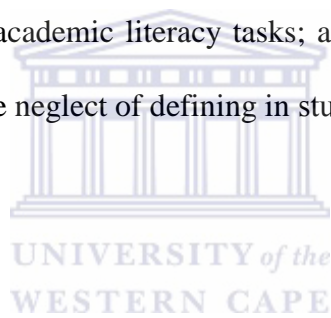 academic literacy tasks; a
e neglect of defining in stu
UNIVERSITY of the
WESTERN CAPE